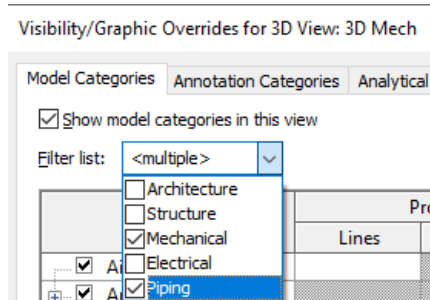 Visibility/Graphic Overrides for 3D View: 3D Mech
Model Categories Annotation Categories Analytical
Show model categories in this view
Filter list: <multiple>
Architecture
Structure
Mechanical
Lines
Electrical
Piping